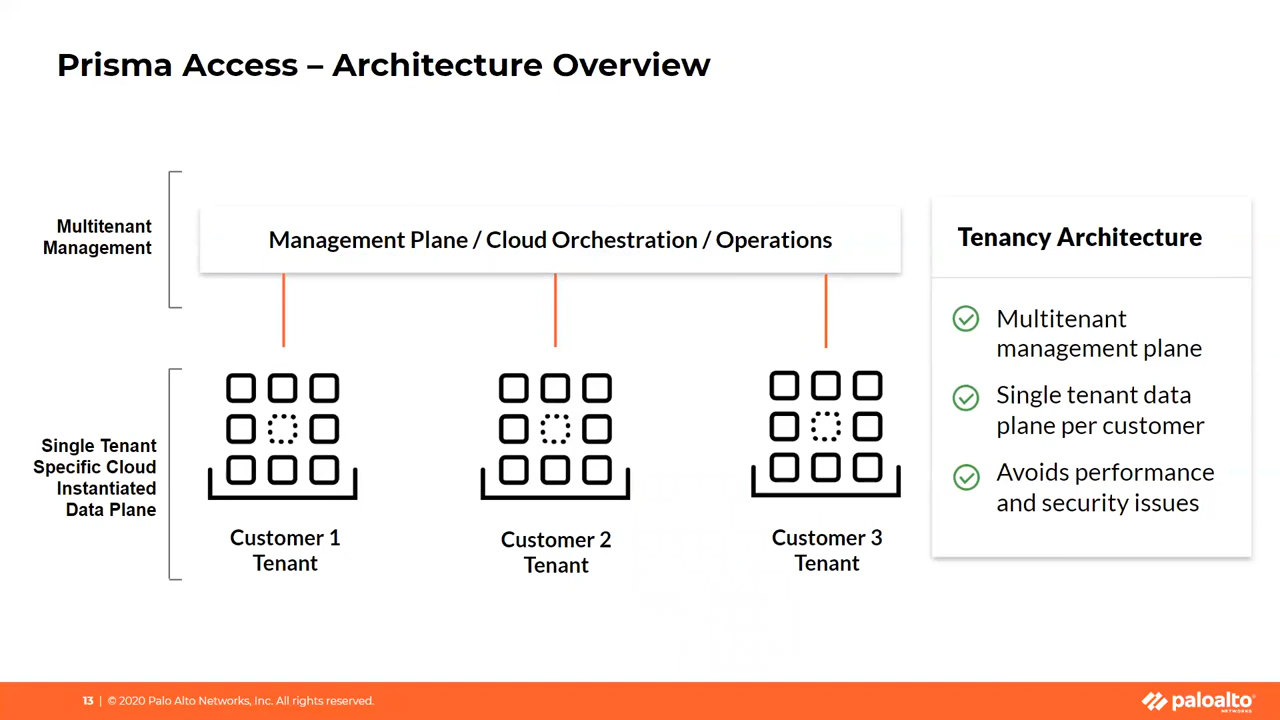 Prisma Access – Architecture Overview
Multitenant
Management
Management Plane / Cloud Orchestration / Operations
Single Tenant
Specific Cloud
Instantiated
Data Plane
Customer 1
Tenant
Customer 2
Tenant
Customer 3
Tenant
Tenancy Architecture
Multitenant
management plane
Single tenant data
plane per customer
Avoids performance
and security issues
13 | © 2020 Palo Alto Networks, Inc. All rights reserved.
paloalto
NETWORKS